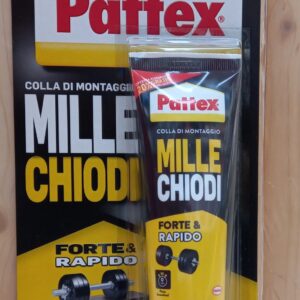 Pattex®
COLLA DI MONTAGGIO
MILLE
CHIODI
FORTE &
RAPIDO
Pattex
COLLA DI MONTAGGIO
MILLE
CHIODI
FORTE &
RAPIDO